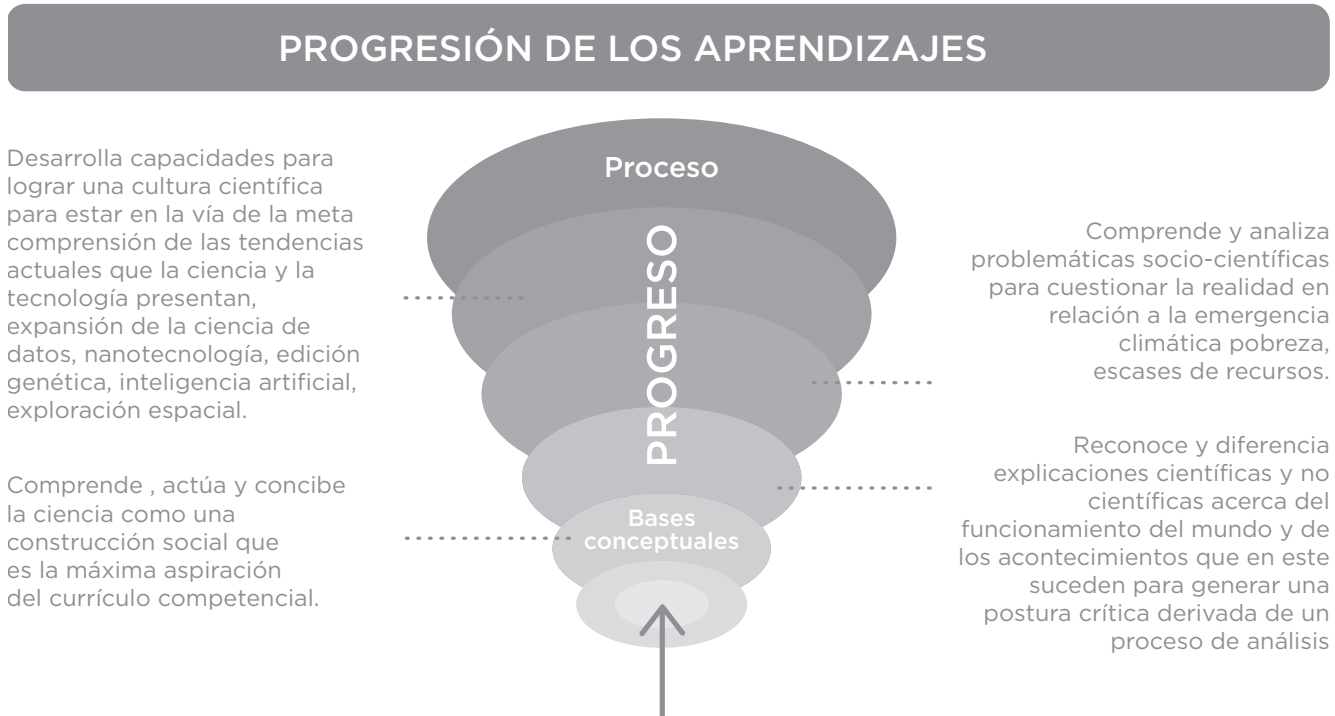 PROGRESIÓN DE LOS APRENDIZAJES
Desarrolla capacidades para
lograr una cultura científica
para estar en la vía de la meta
comprensión de las tendencias
actuales que la ciencia y la
tecnología presentan,
expansión de la ciencia de
datos, nanotecnología, edición
genética, inteligencia artificial,
exploración espacial.
Comprende , actúa y concibe
la ciencia como una
construcción social que
es la máxima aspiración
del currículo competencial.
Proceso
PROGRESO
Bases
conceptuales
Comprende y analiza
problemáticas socio-científicas
para cuestionar la realidad en
relación a la emergencia
climática pobreza,
escases de recursos.
Reconoce y diferencia
explicaciones científicas y no
científicas acerca del
funcionamiento del mundo y de
los acontecimientos que en este
suceden para generar una
postura crítica derivada de un
proceso de análisis